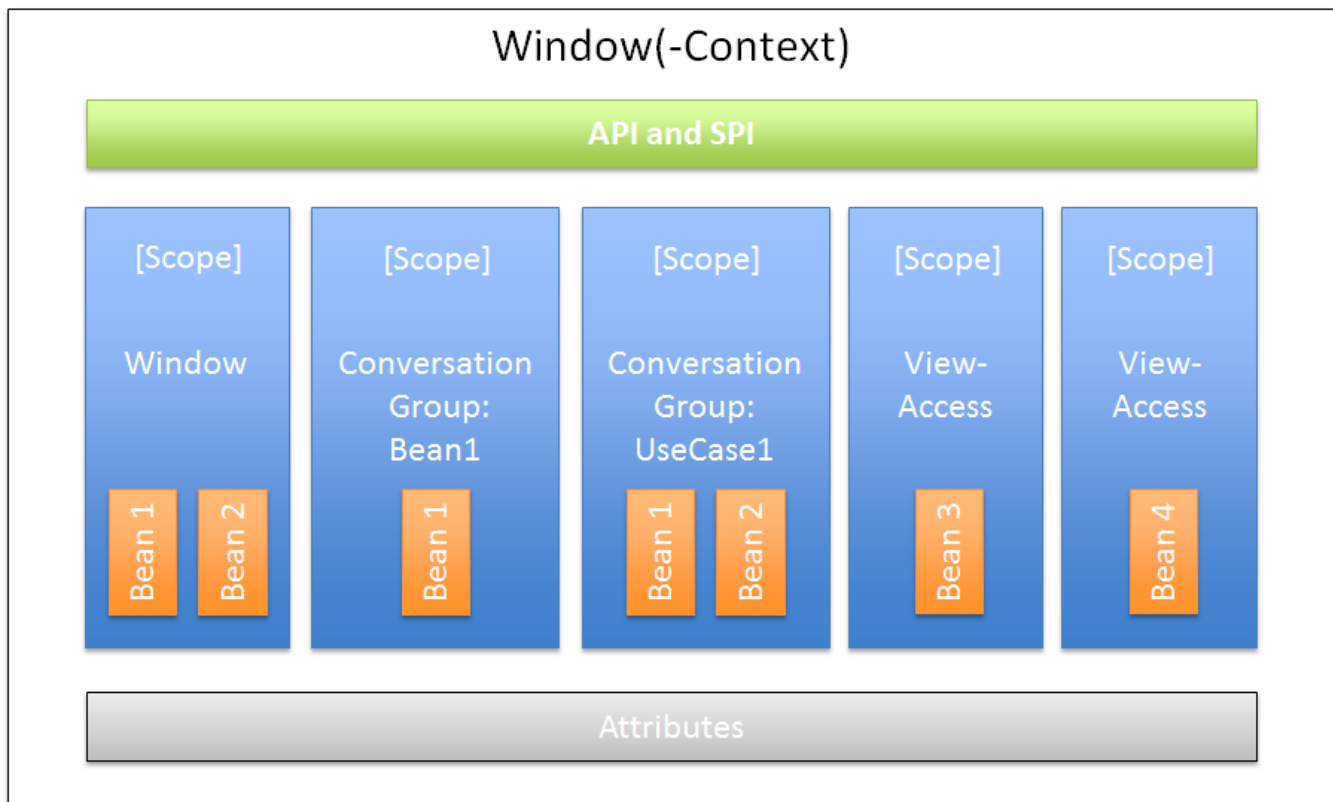 Window(-Context)
API and SPI
[Scope]
Window
Bean 1
Bean 2
[Scope]
Conversation
Group:
Bean1
Bean 1
[Scope]
Conversation
Group:
UseCase1
Bean 1
Bean 2
[Scope]
View-
Access
Bean 3
[Scope]
View-
Access
Bean 4
Attributes